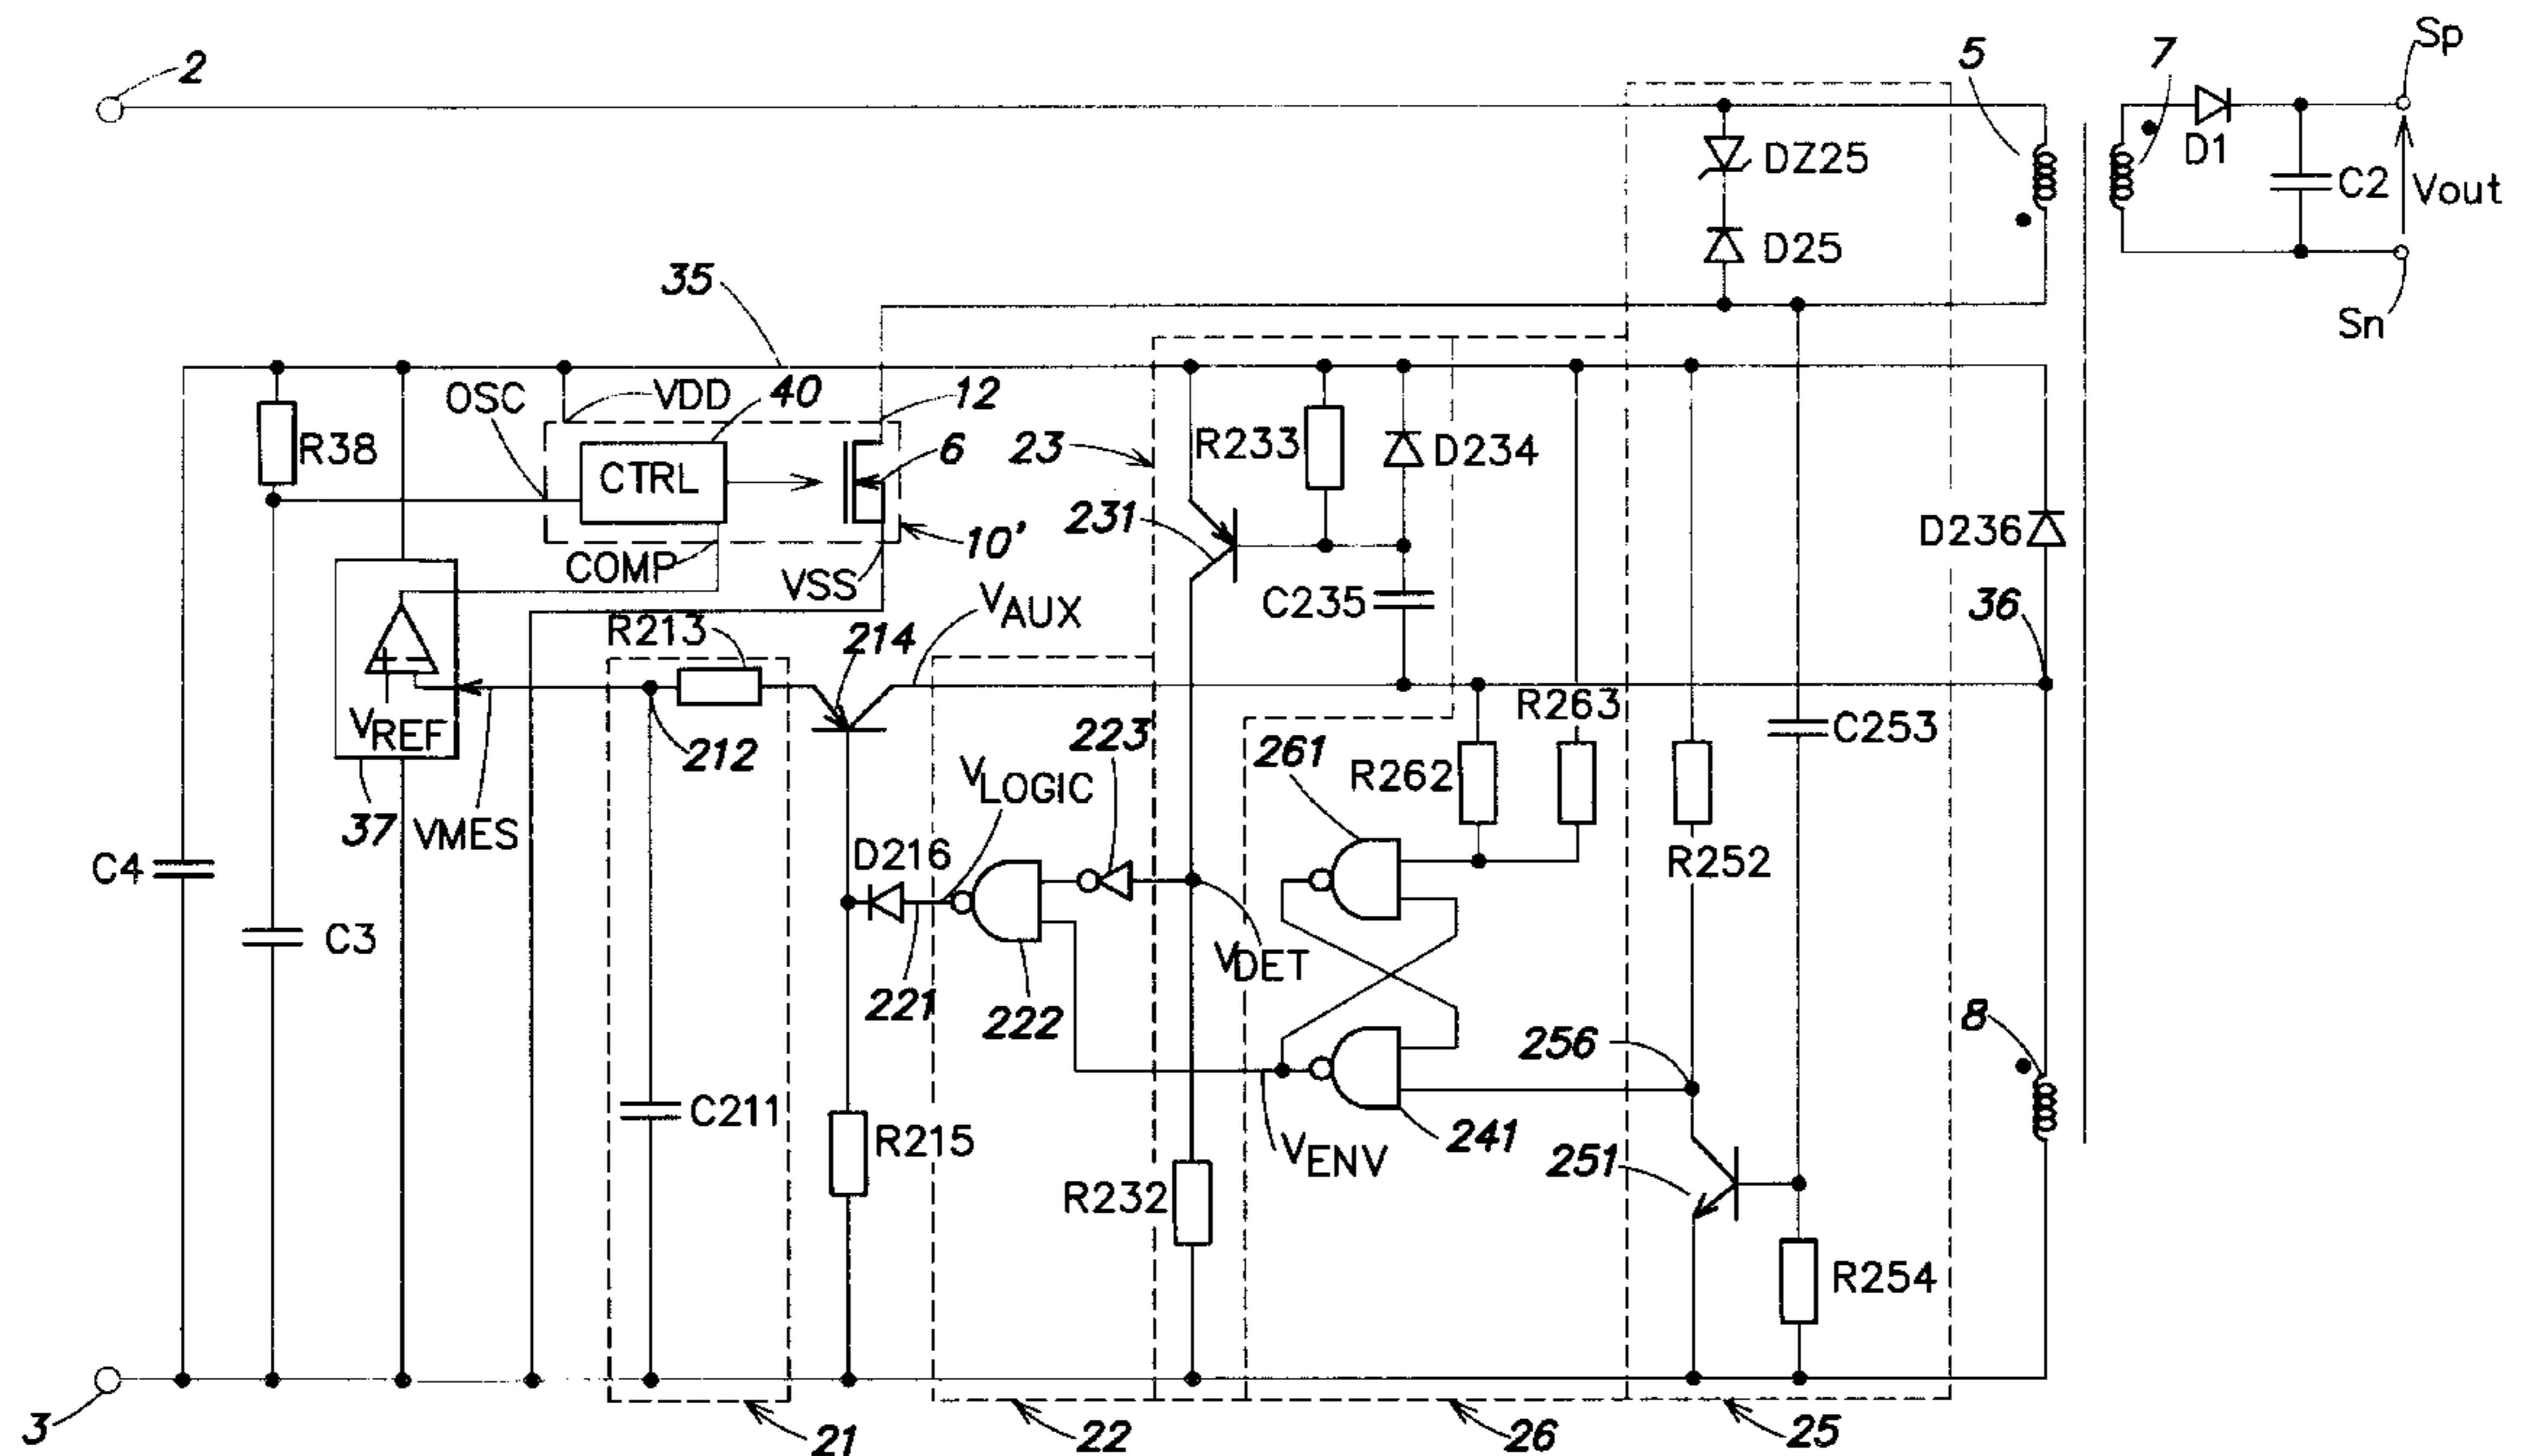 Sp
2
5
7
D1
DZ25
C2
Vout
D25
35
Sn
OSC
VDD
40
12
R38
23
R233
D234
6
CTRL
231
D236
10'
COMP
VSS
VAUX
C235
36
R213
214
VREF
212
223
261
R263
C253
VLOGIC
R262
37
VMES
D216
R252
C4
C3
VDET
221
222
256
8
C211
R215
VENV
241
251
R232
R254
3
21
22
26
25